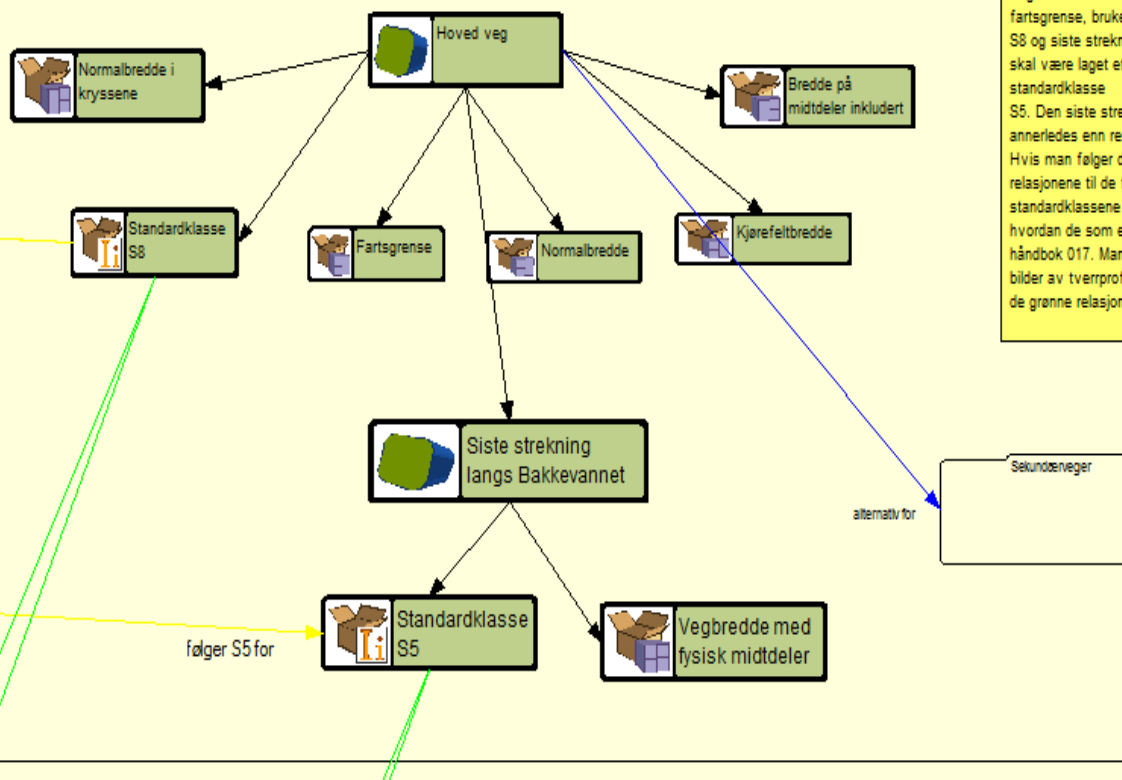 Hoved veg
Normalbredde i
kryssene
Bredde på
midtdeler inkludert
fartsgrense, bruke
S8 og siste strekn
skal være laget e
standardklasse
S5. Den siste stre
annerledes enn re
Hvis man følger d
relasjonene til de
standardklassene
hvordan de som e
håndbok 017. Mar
bilder av tverrprof
de grønne relasjor
Standardklasse
S8
Fartsgrense
Normalbredde
Kjørefeltbredde
Siste strekning
langs Bakkevannet
Sekundærveger
alternativ for
følger S5 for
Standardklasse
S5
Vegbredde med
fysisk midtdeler